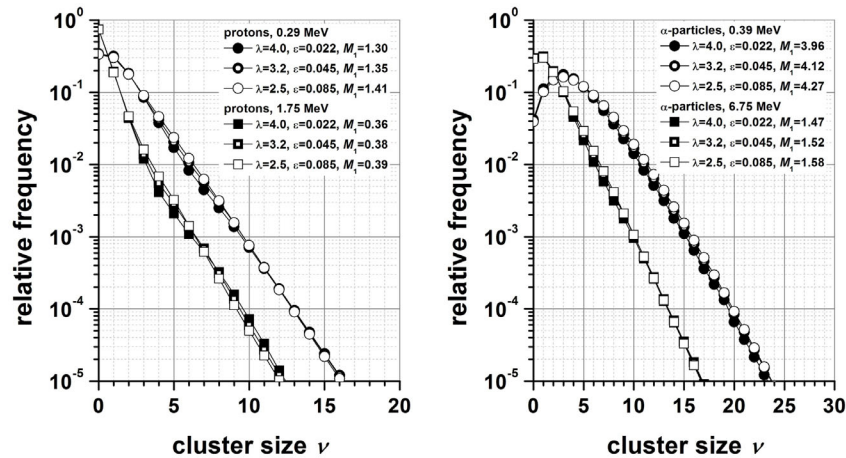 protons, 0.29 MeV
λ=4.0, ε=0.022, M₁=1.30
λ=3.2, ε=0.045, M₁=1.35
λ=2.5, ε=0.085, M₁=1.41
protons, 1.75 MeV
λ=4.0, ε=0.022, M₁=0.36
λ=3.2, ε=0.045, M₁=0.38
λ=2.5, ε=0.085, M₁=0.39
10⁰
10⁻¹
10⁻²
10⁻³
10⁻⁴
10⁻⁵
relative frequency
0 5 10 15 20
cluster size ν
α-particles, 0.39 MeV
λ=4.0, ε=0.022, M₁=3.96
λ=3.2, ε=0.045, M₁=4.12
λ=2.5, ε=0.085, M₁=4.27
α-particles, 6.75 MeV
λ=4.0, ε=0.022, M₁=1.47
λ=3.2, ε=0.045, M₁=1.52
λ=2.5, ε=0.085, M₁=1.58
10⁰
10⁻¹
10⁻²
10⁻³
10⁻⁴
10⁻⁵
relative frequency
0 5 10 15 20 25 30
cluster size ν